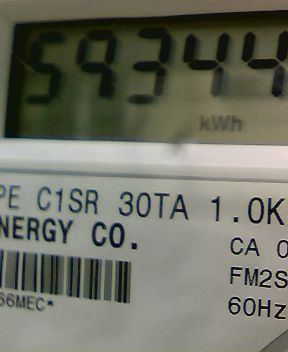 59344
kWh
PE C1SR 30TA 1.0K
NERGY CO.
CA 0
FM2S
66MEC*
60Hz